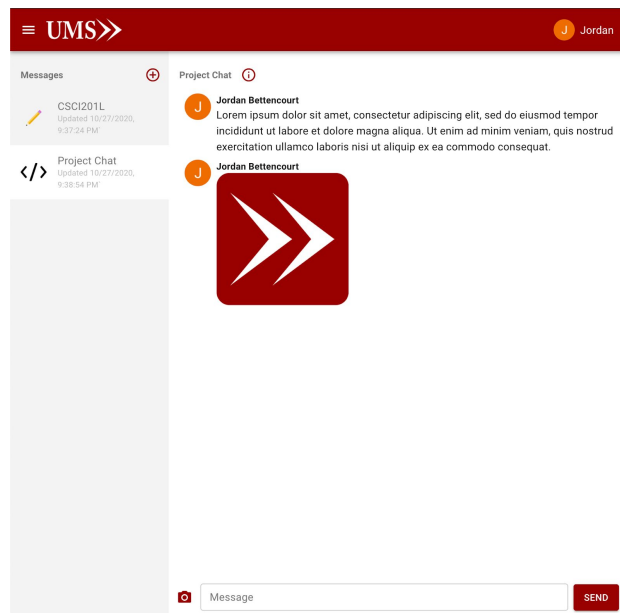 UMS
J Jordan
Messages
CSCI201L
Updated 10/27/2020,
9:37:24 PM
Project Chat
Updated 10/27/2020,
9:38:54 PM
Project Chat
J Jordan Bettencourt
Lorem ipsum dolor sit amet, consectetur adipiscing elit, sed do eiusmod tempor
incididunt ut labore et dolore magna aliqua. Ut enim ad minim veniam, quis nostrud
exercitation ullamco laboris nisi ut aliquip ex ea commodo consequat.
J Jordan Bettencourt
Message
SEND